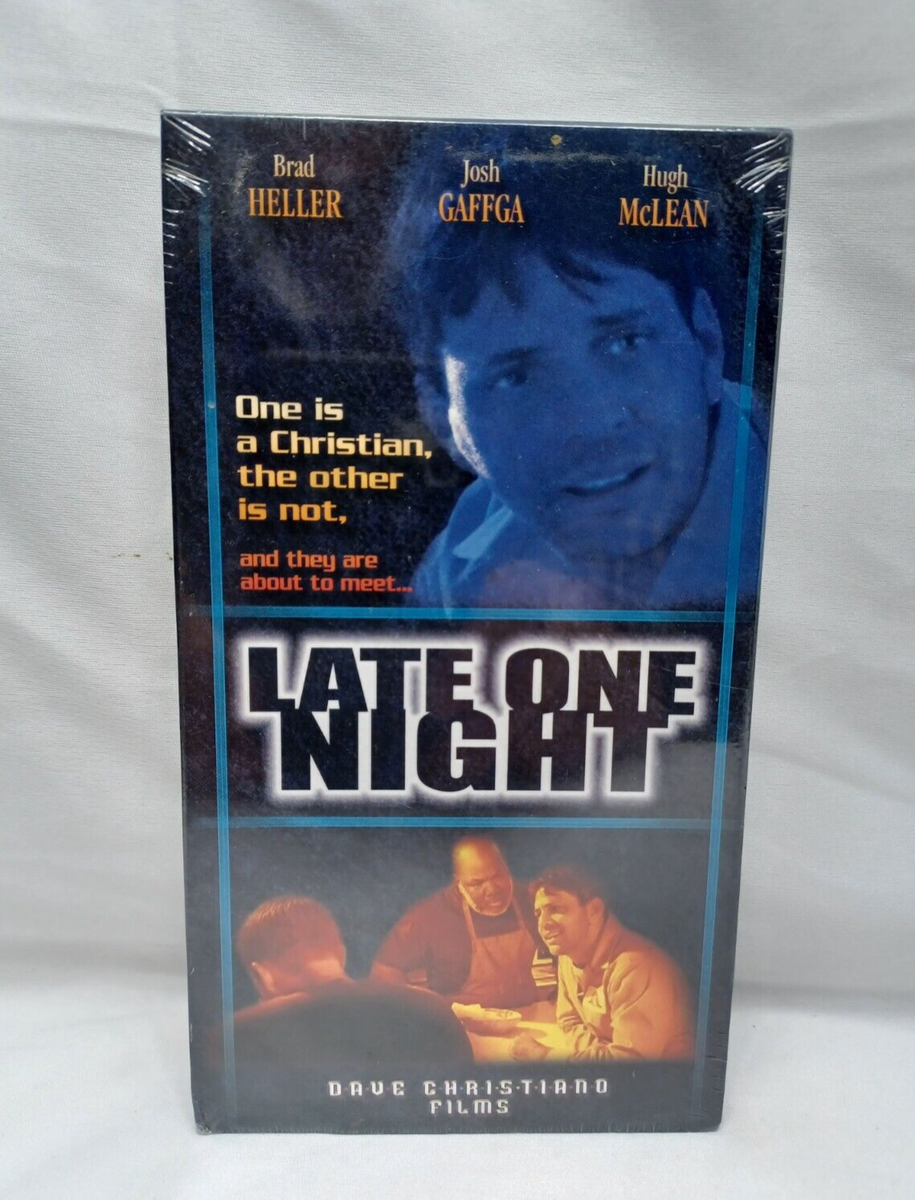 Brad
HELLER
Josh
GAFFGA
Hugh
McLEAN
One is
a Christian,
the other
is not,
and they are
about to meet...
LATE ONE
NIGHT
DAVE CHRISTIANO
FILMS